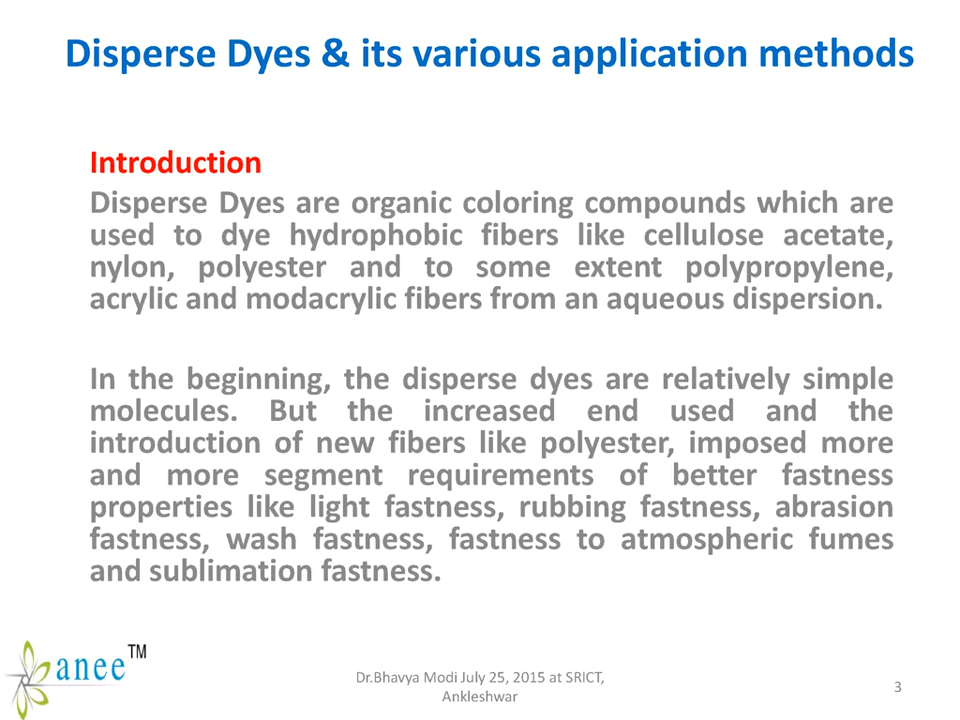 Disperse Dyes & its various application methods
Introduction
Disperse Dyes are organic coloring compounds which are
used to dye hydrophobic fibers like cellulose acetate,
nylon, polyester and to some extent polypropylene,
acrylic and modacrylic fibers from an aqueous dispersion.
In the beginning, the disperse dyes are relatively simple
molecules. But the increased end used and the
introduction of new fibers like polyester, imposed more
and more segment requirements of better fastness
properties like light fastness, rubbing fastness, abrasion
fastness, wash fastness, fastness to atmospheric fumes
and sublimation fastness.
anee TM
Dr.Bhavya Modi July 25, 2015 at SRICT,
Ankleshwar
3